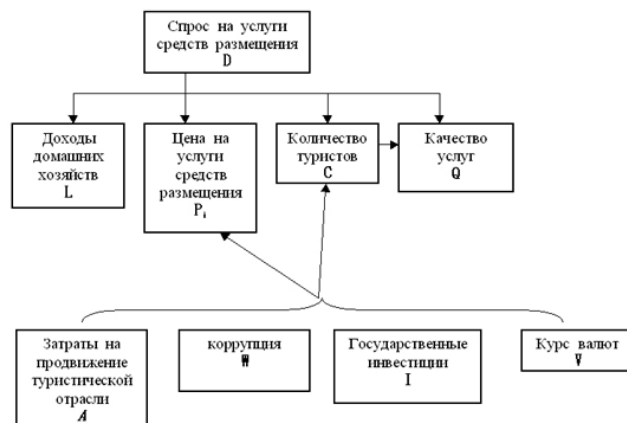 Спрос на услуги
средств размещения
D
Доходы
домашних
хозяйств
L
Цена на
услуги
средств
размещения
Pi
Количество
туристов
C
Качество
услуг
Q
Затраты на
продвижение
туристической
отрасли
A
коррупция
W
Государственные
инвестиции
I
Курс валют
V